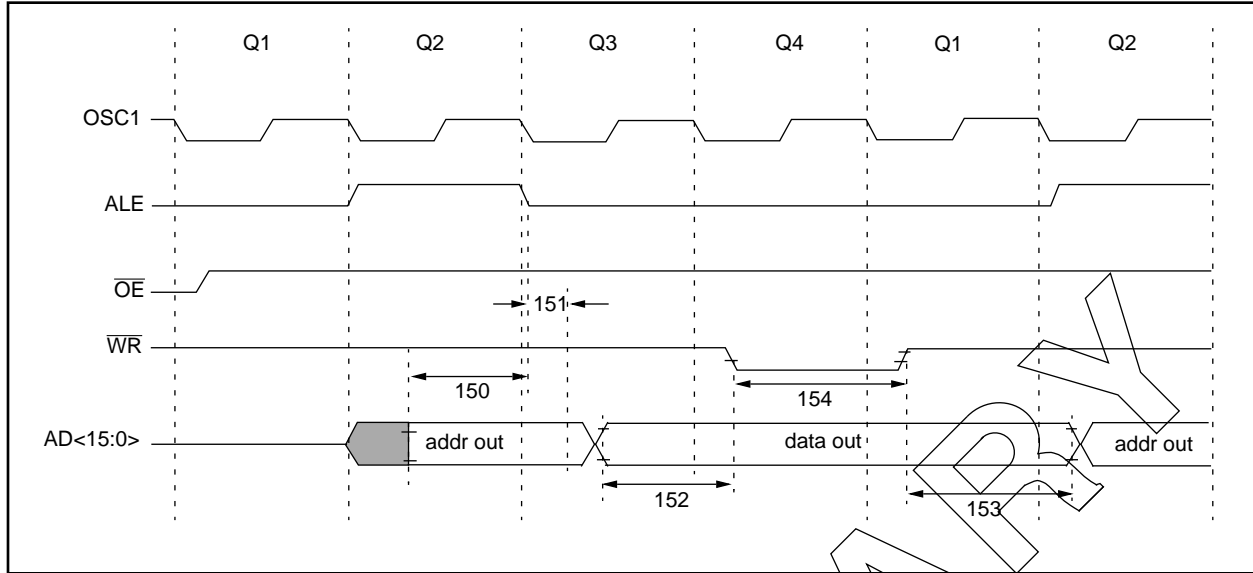 Q1 Q2 Q3 Q4 Q1 Q2
OSC1
ALE
OE
151
WR
150
154
AD<15:0>
addr out
data out
addr out
152
153
ARY